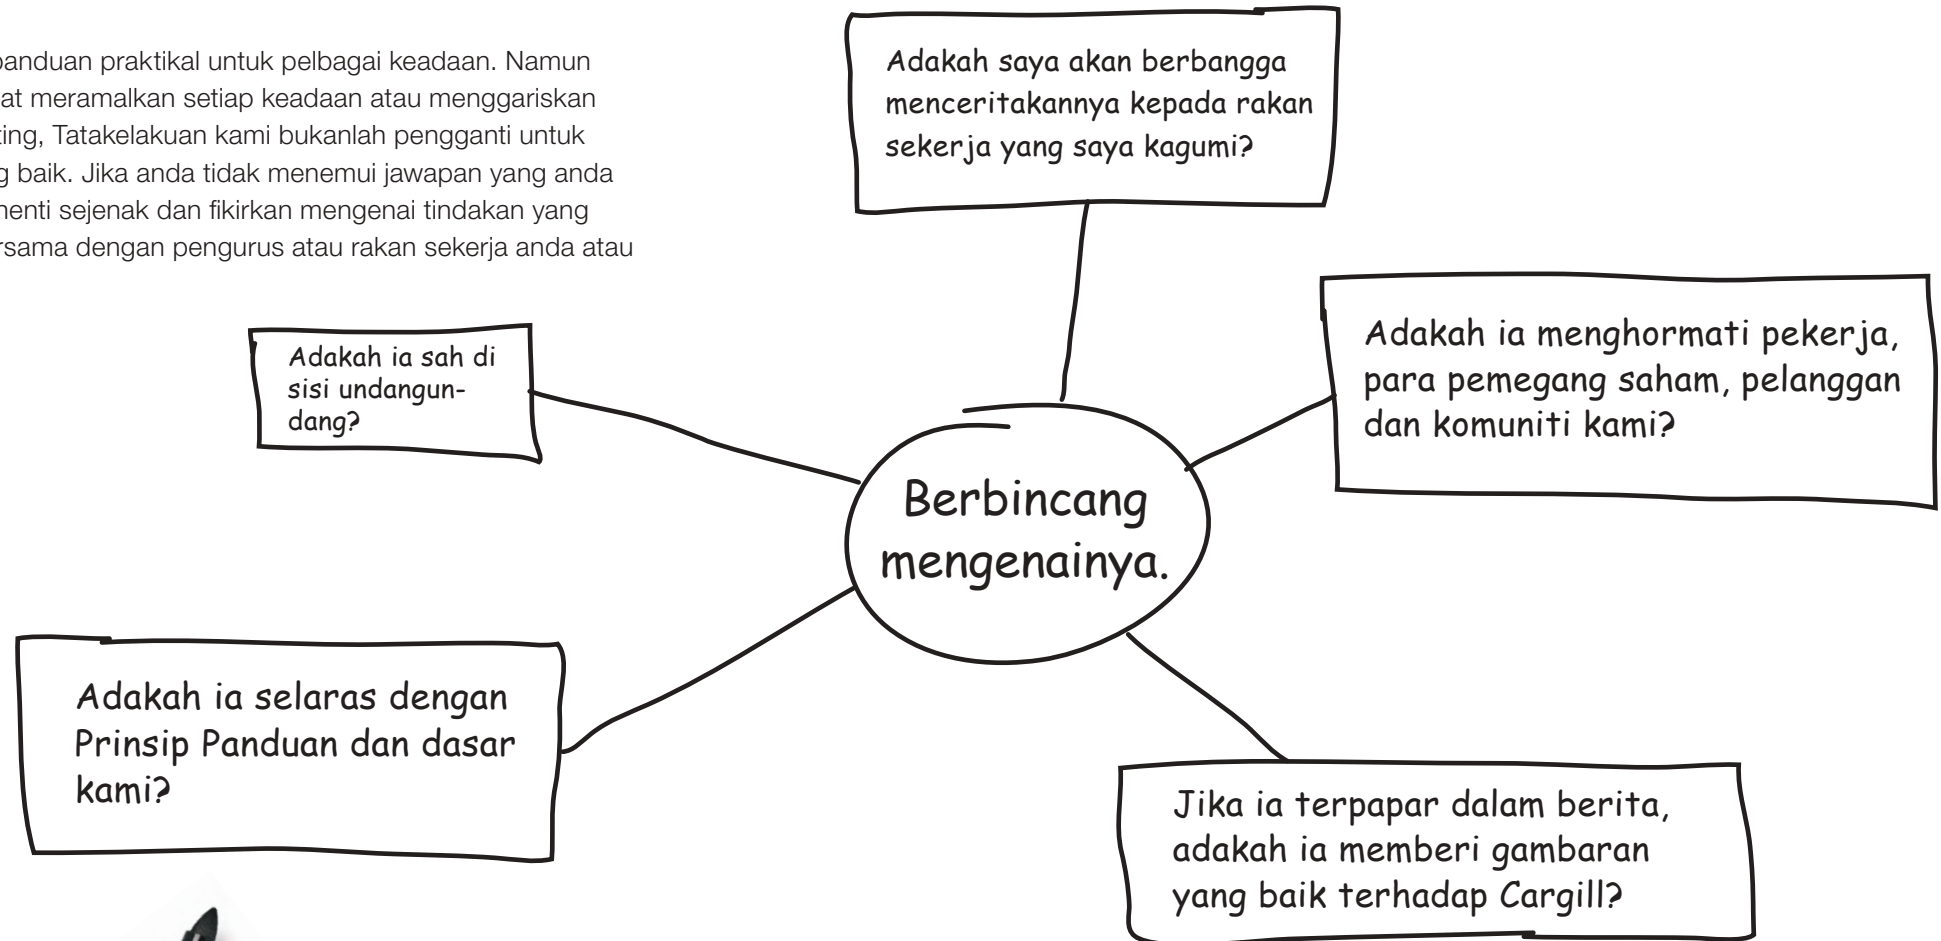 panduan praktikal untuk pelbagai keadaan. Namun
at meramalkan setiap keadaan atau menggariskan
ting, Tatakelakuan kami bukanlah pengganti untuk
g baik. Jika anda tidak menemui jawapan yang anda
henti sejenak dan fikirkan mengenai tindakan yang
rsama dengan pengurus atau rakan sekerja anda atau
Adakah saya akan berbangga
menceritakannya kepada rakan
sekerja yang saya kagumi?
Adakah ia menghormati pekerja,
para pemegang saham, pelanggan
dan komuniti kami?
Adakah ia sah di
sisi undangun-
dang?
Berbincang
mengenainya.
Adakah ia selaras dengan
Prinsip Panduan dan dasar
kami?
Jika ia terpapar dalam berita,
adakah ia memberi gambaran
yang baik terhadap Cargill?